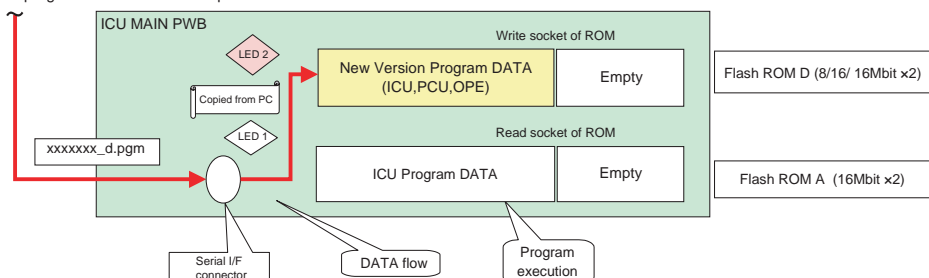 ICU MAIN PWB
Write socket of ROM
LED 2
New Version Program DATA
(ICU,PCU,OPE)
Empty
Flash ROM D (8/16/ 16Mbit ×2)
Copied from PC
LED 1
Read socket of ROM
xxxxxxx_d.pgm
ICU Program DATA
Empty
Flash ROM A (16Mbit ×2)
Serial I/F
connector
DATA flow
Program
execution